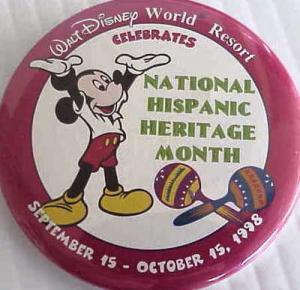 Walt Disney World Resort
CELEBRATES
NATIONAL
HISPANIC
HERITAGE
MONTH
SEPTEMBER 15 - OCTOBER 15, 1998